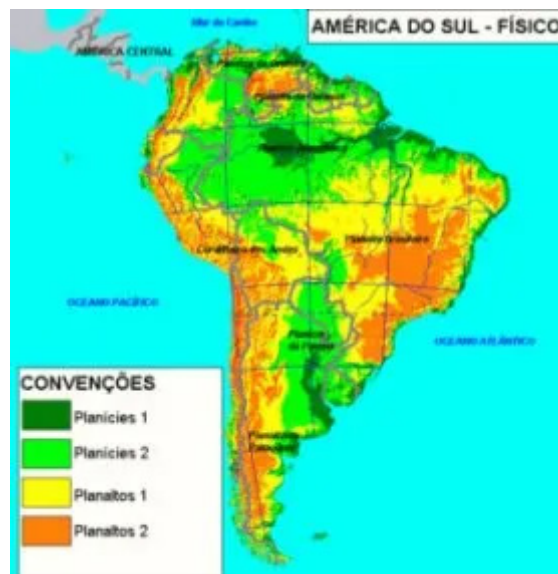 Mar do Caribe
AMÉRICA DO SUL - FÍSICO
AMÉRICA CENTRAL
Planalto Brasileiro
Cordilheira dos Andes
OCEANO PACÍFICO
OCEANO ATLÂNTICO
Planície
do Paraná
CONVENÇÕES
Planícies 1
Planícies 2
Planaltos 1
Planaltos 2